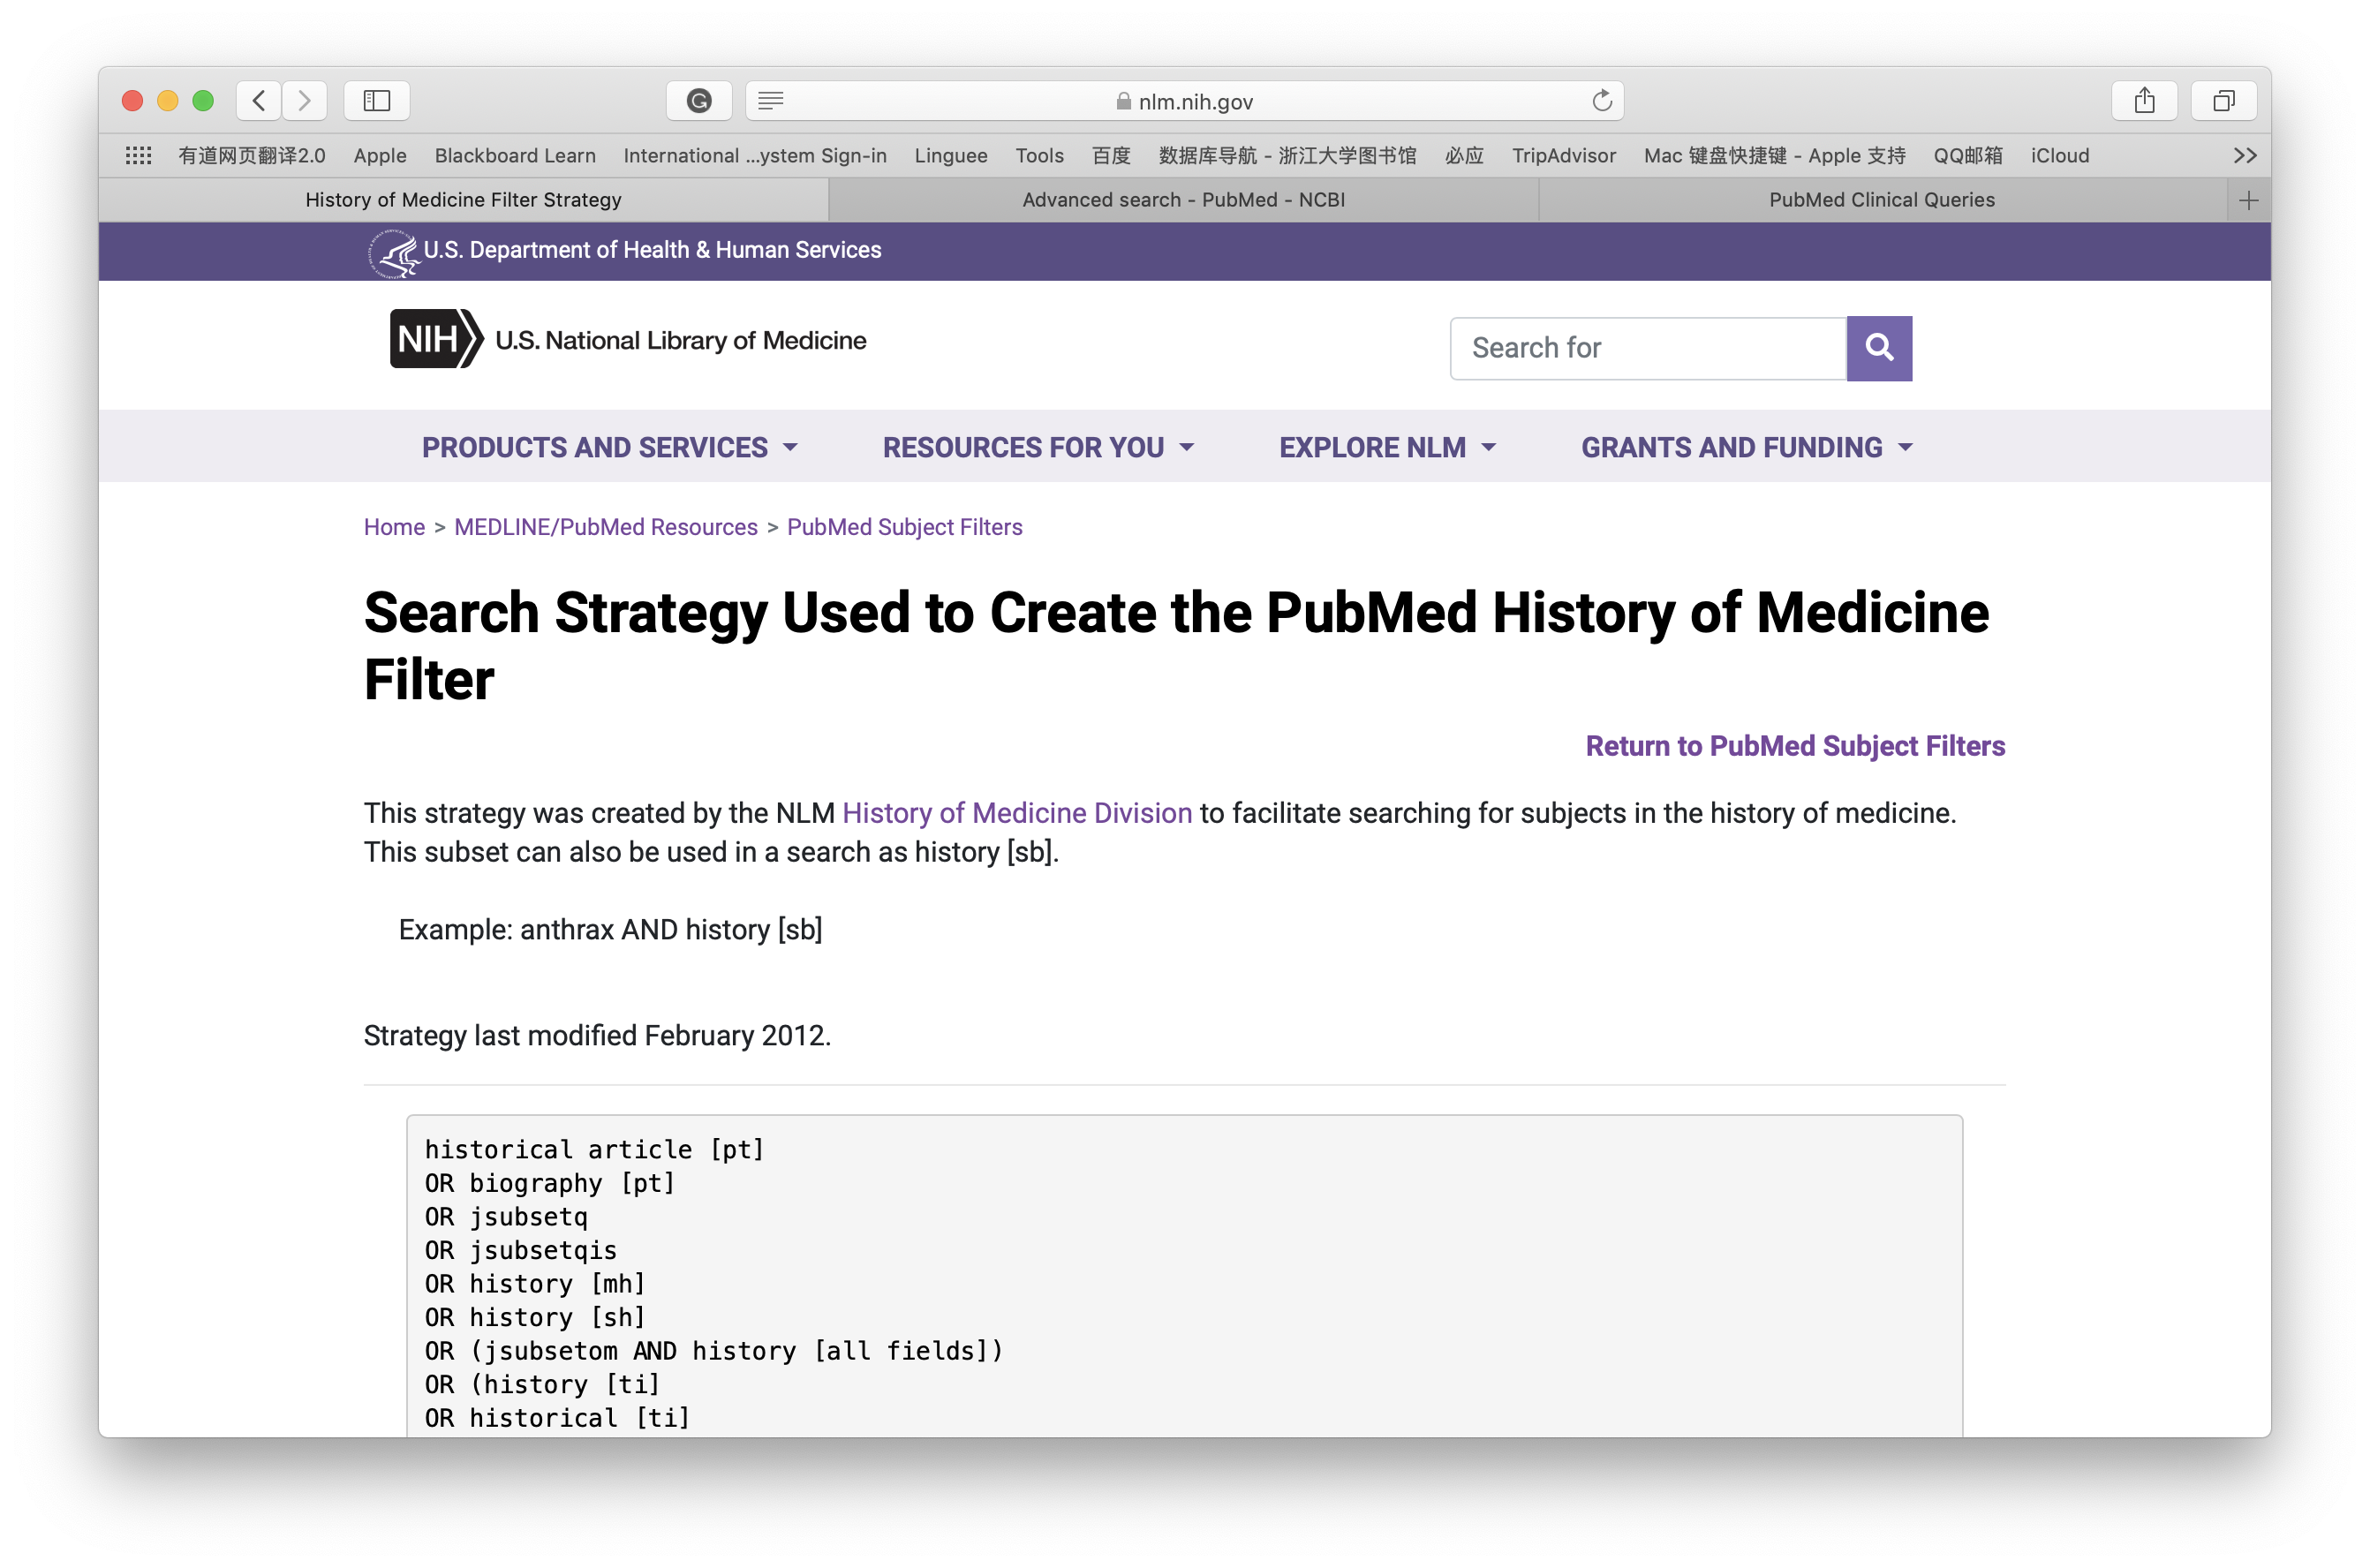 nlm.nih.gov
有道网页翻译2.0 Apple Blackboard Learn International ...ystem Sign-in Linguee Tools 百度 数据库导航 - 浙江大学图书馆 必应 TripAdvisor Mac 键盘快捷键 - Apple 支持 QQ邮箱 iCloud
History of Medicine Filter Strategy Advanced search - PubMed - NCBI PubMed Clinical Queries
U.S. Department of Health & Human Services
NIH U.S. National Library of Medicine
Search for
PRODUCTS AND SERVICES RESOURCES FOR YOU EXPLORE NLM GRANTS AND FUNDING
Home > MEDLINE/PubMed Resources > PubMed Subject Filters
Search Strategy Used to Create the PubMed History of Medicine
Filter
Return to PubMed Subject Filters
This strategy was created by the NLM History of Medicine Division to facilitate searching for subjects in the history of medicine.
This subset can also be used in a search as history [sb].
Example: anthrax AND history [sb]
Strategy last modified February 2012.
historical article [pt]
OR biography [pt]
OR jsubsetq
OR jsubsetqis
OR history [mh]
OR history [sh]
OR (jsubsetom AND history [all fields])
OR (history [ti]
OR historical [ti]